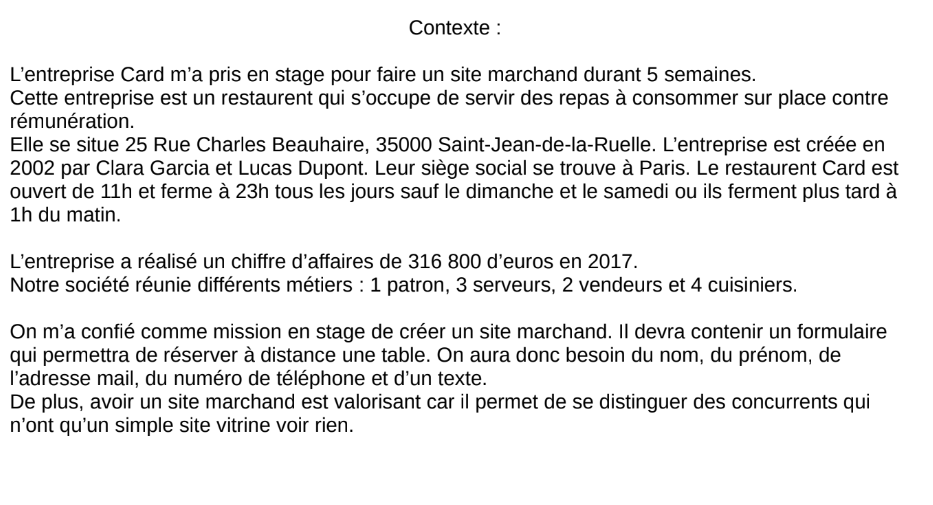 Contexte :
L’entreprise Card m’a pris en stage pour faire un site marchand durant 5 semaines.
Cette entreprise est un restaurent qui s’occupe de servir des repas à consommer sur place contre
rémunération.
Elle se situe 25 Rue Charles Beauhaire, 35000 Saint-Jean-de-la-Ruelle. L’entreprise est créée en
2002 par Clara Garcia et Lucas Dupont. Leur siège social se trouve à Paris. Le restaurent Card est
ouvert de 11h et ferme à 23h tous les jours sauf le dimanche et le samedi ou ils ferment plus tard à
1h du matin.
L’entreprise a réalisé un chiffre d’affaires de 316 800 d’euros en 2017.
Notre société réunie différents métiers : 1 patron, 3 serveurs, 2 vendeurs et 4 cuisiniers.
On m’a confié comme mission en stage de créer un site marchand. Il devra contenir un formulaire
qui permettra de réserver à distance une table. On aura donc besoin du nom, du prénom, de
l’adresse mail, du numéro de téléphone et d’un texte.
De plus, avoir un site marchand est valorisant car il permet de se distinguer des concurrents qui
n’ont qu’un simple site vitrine voir rien.